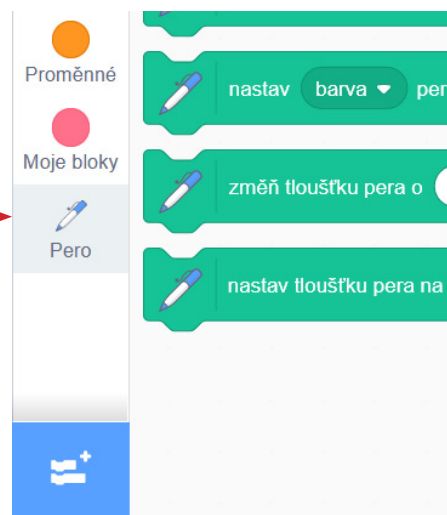 Proměnné
Moje bloky
Pero
nastav barva per
změň tloušťku pera o
nastav tloušťku pera na